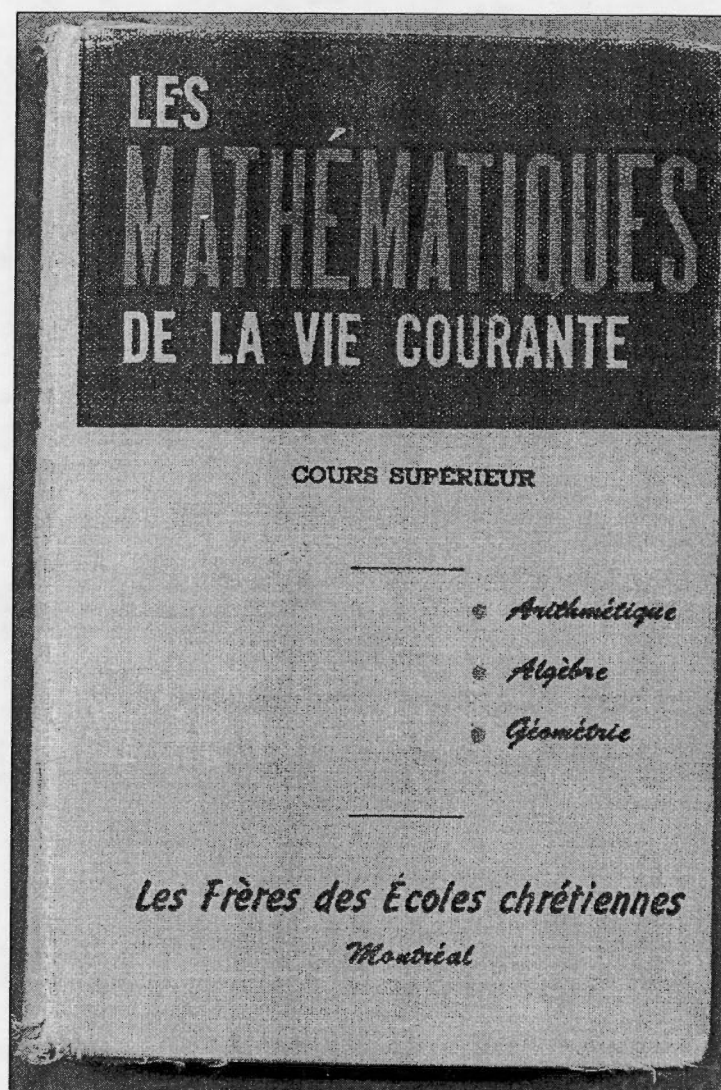 LES
MATHÉMATIQUES
DE LA VIE COURANTE
COURS SUPÉRIEUR
Arithmétique
Algèbre
Géométrie
Les Frères des Écoles chrétiennes
Montréal